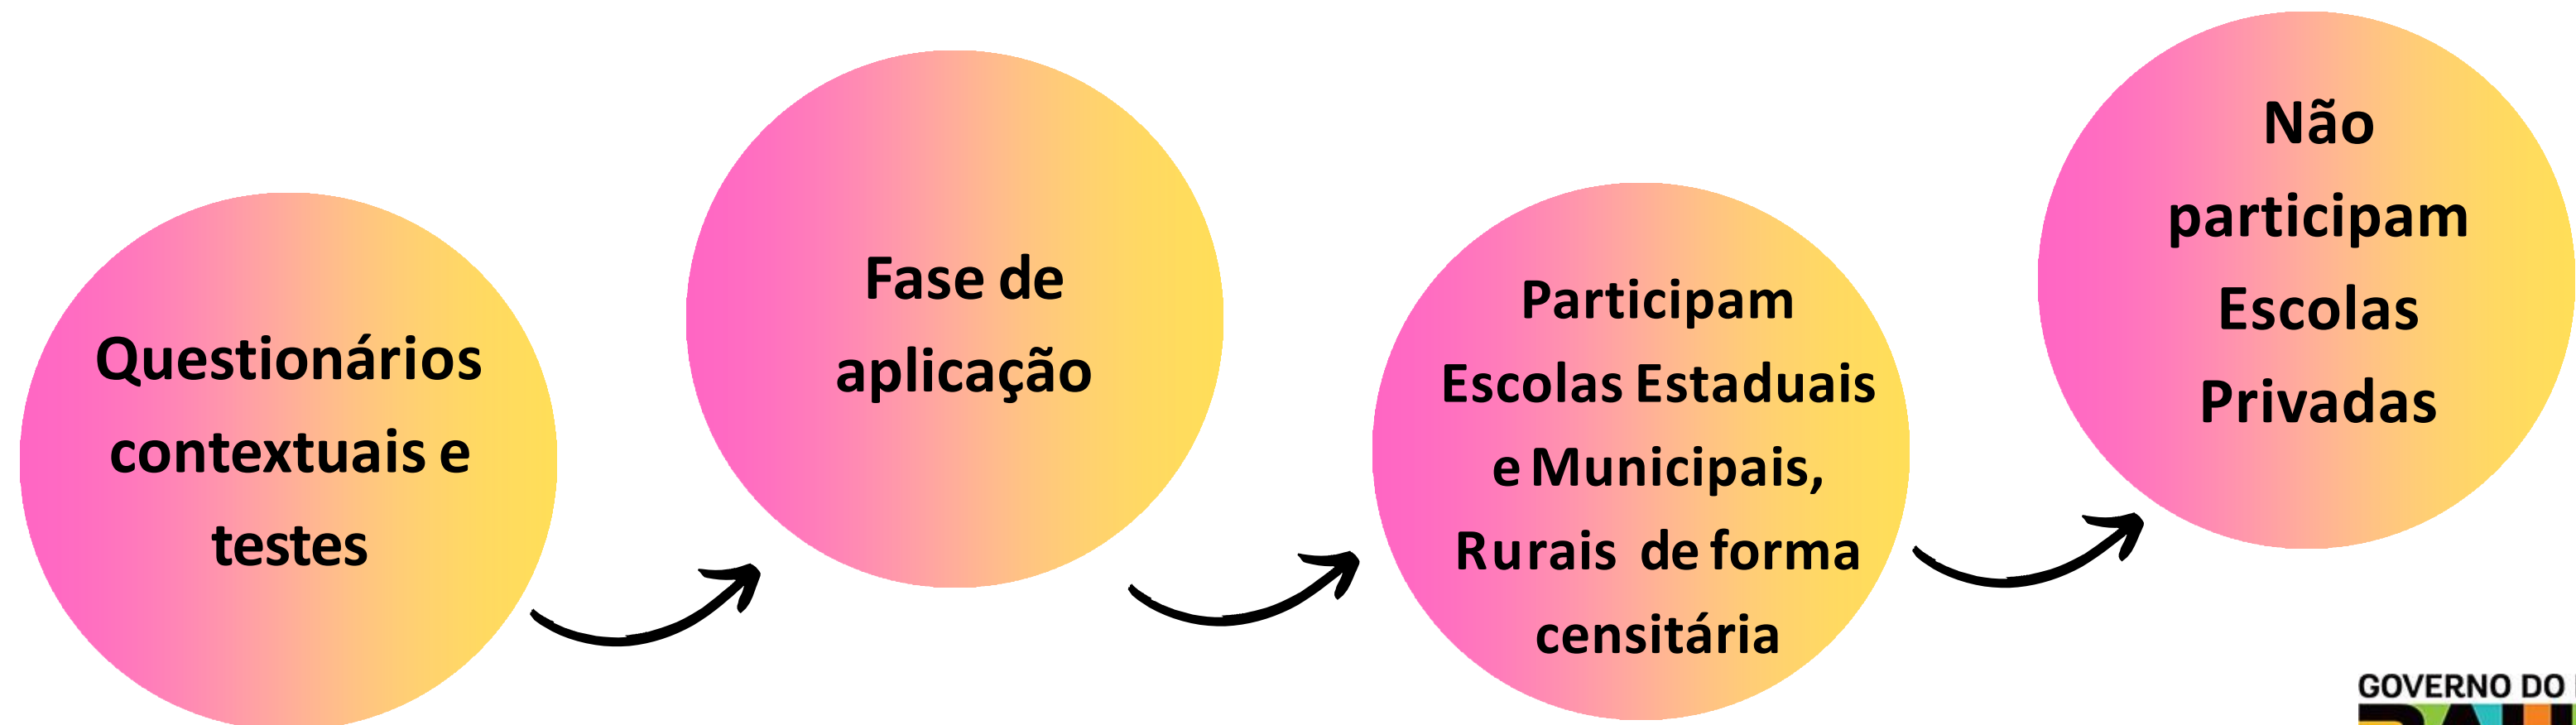 Questionários
contextuais e
testes
Fase de
aplicação
Participam
Escolas Estaduais
e Municipais,
Rurais de forma
censitária
Não
participam
Escolas
Privadas
GOVERNO DO